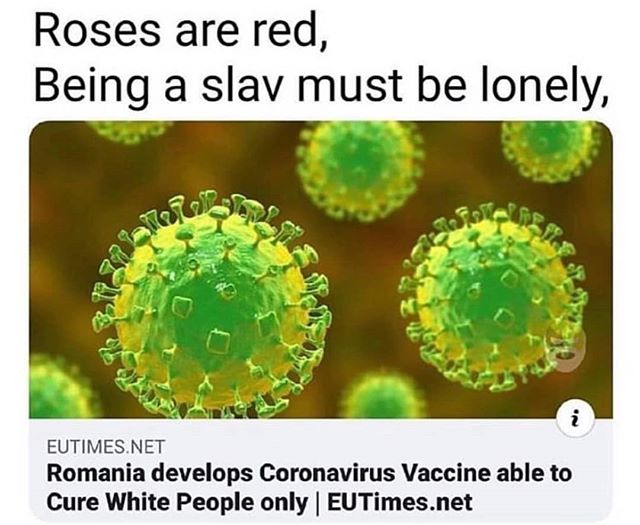 Roses are red,
Being a slav must be lonely,
i
EUTIMES.NET
Romania develops Coronavirus Vaccine able to
Cure White People only | EUTimes.net